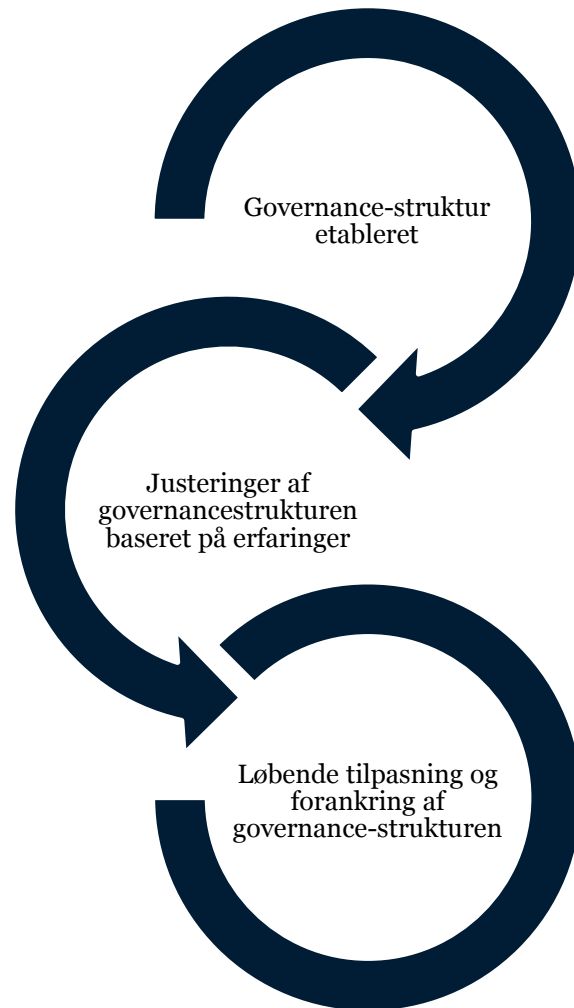 Governance-struktur
etableret
Justeringer af
governancestrukturen
baseret på erfaringer
Løbende tilpasning og
forankring af
governance-strukturen